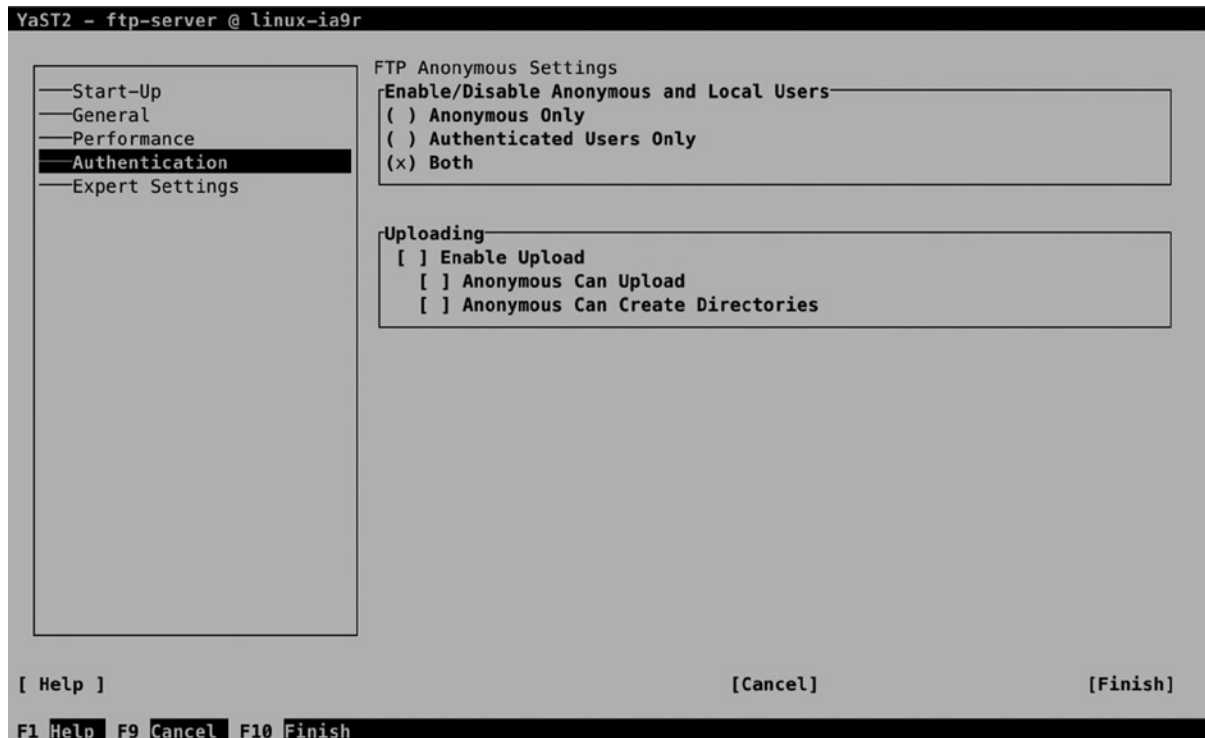 YaST2 - ftp-server @ linux-ia9r
Start-Up
General
Performance
Authentication
Expert Settings
FTP Anonymous Settings
Enable/Disable Anonymous and Local Users
( ) Anonymous Only
( ) Authenticated Users Only
(x) Both
Uploading
[ ] Enable Upload
[ ] Anonymous Can Upload
[ ] Anonymous Can Create Directories
[ Help ] [Cancel] [Finish]
F1 Help F9 Cancel F10 Finish